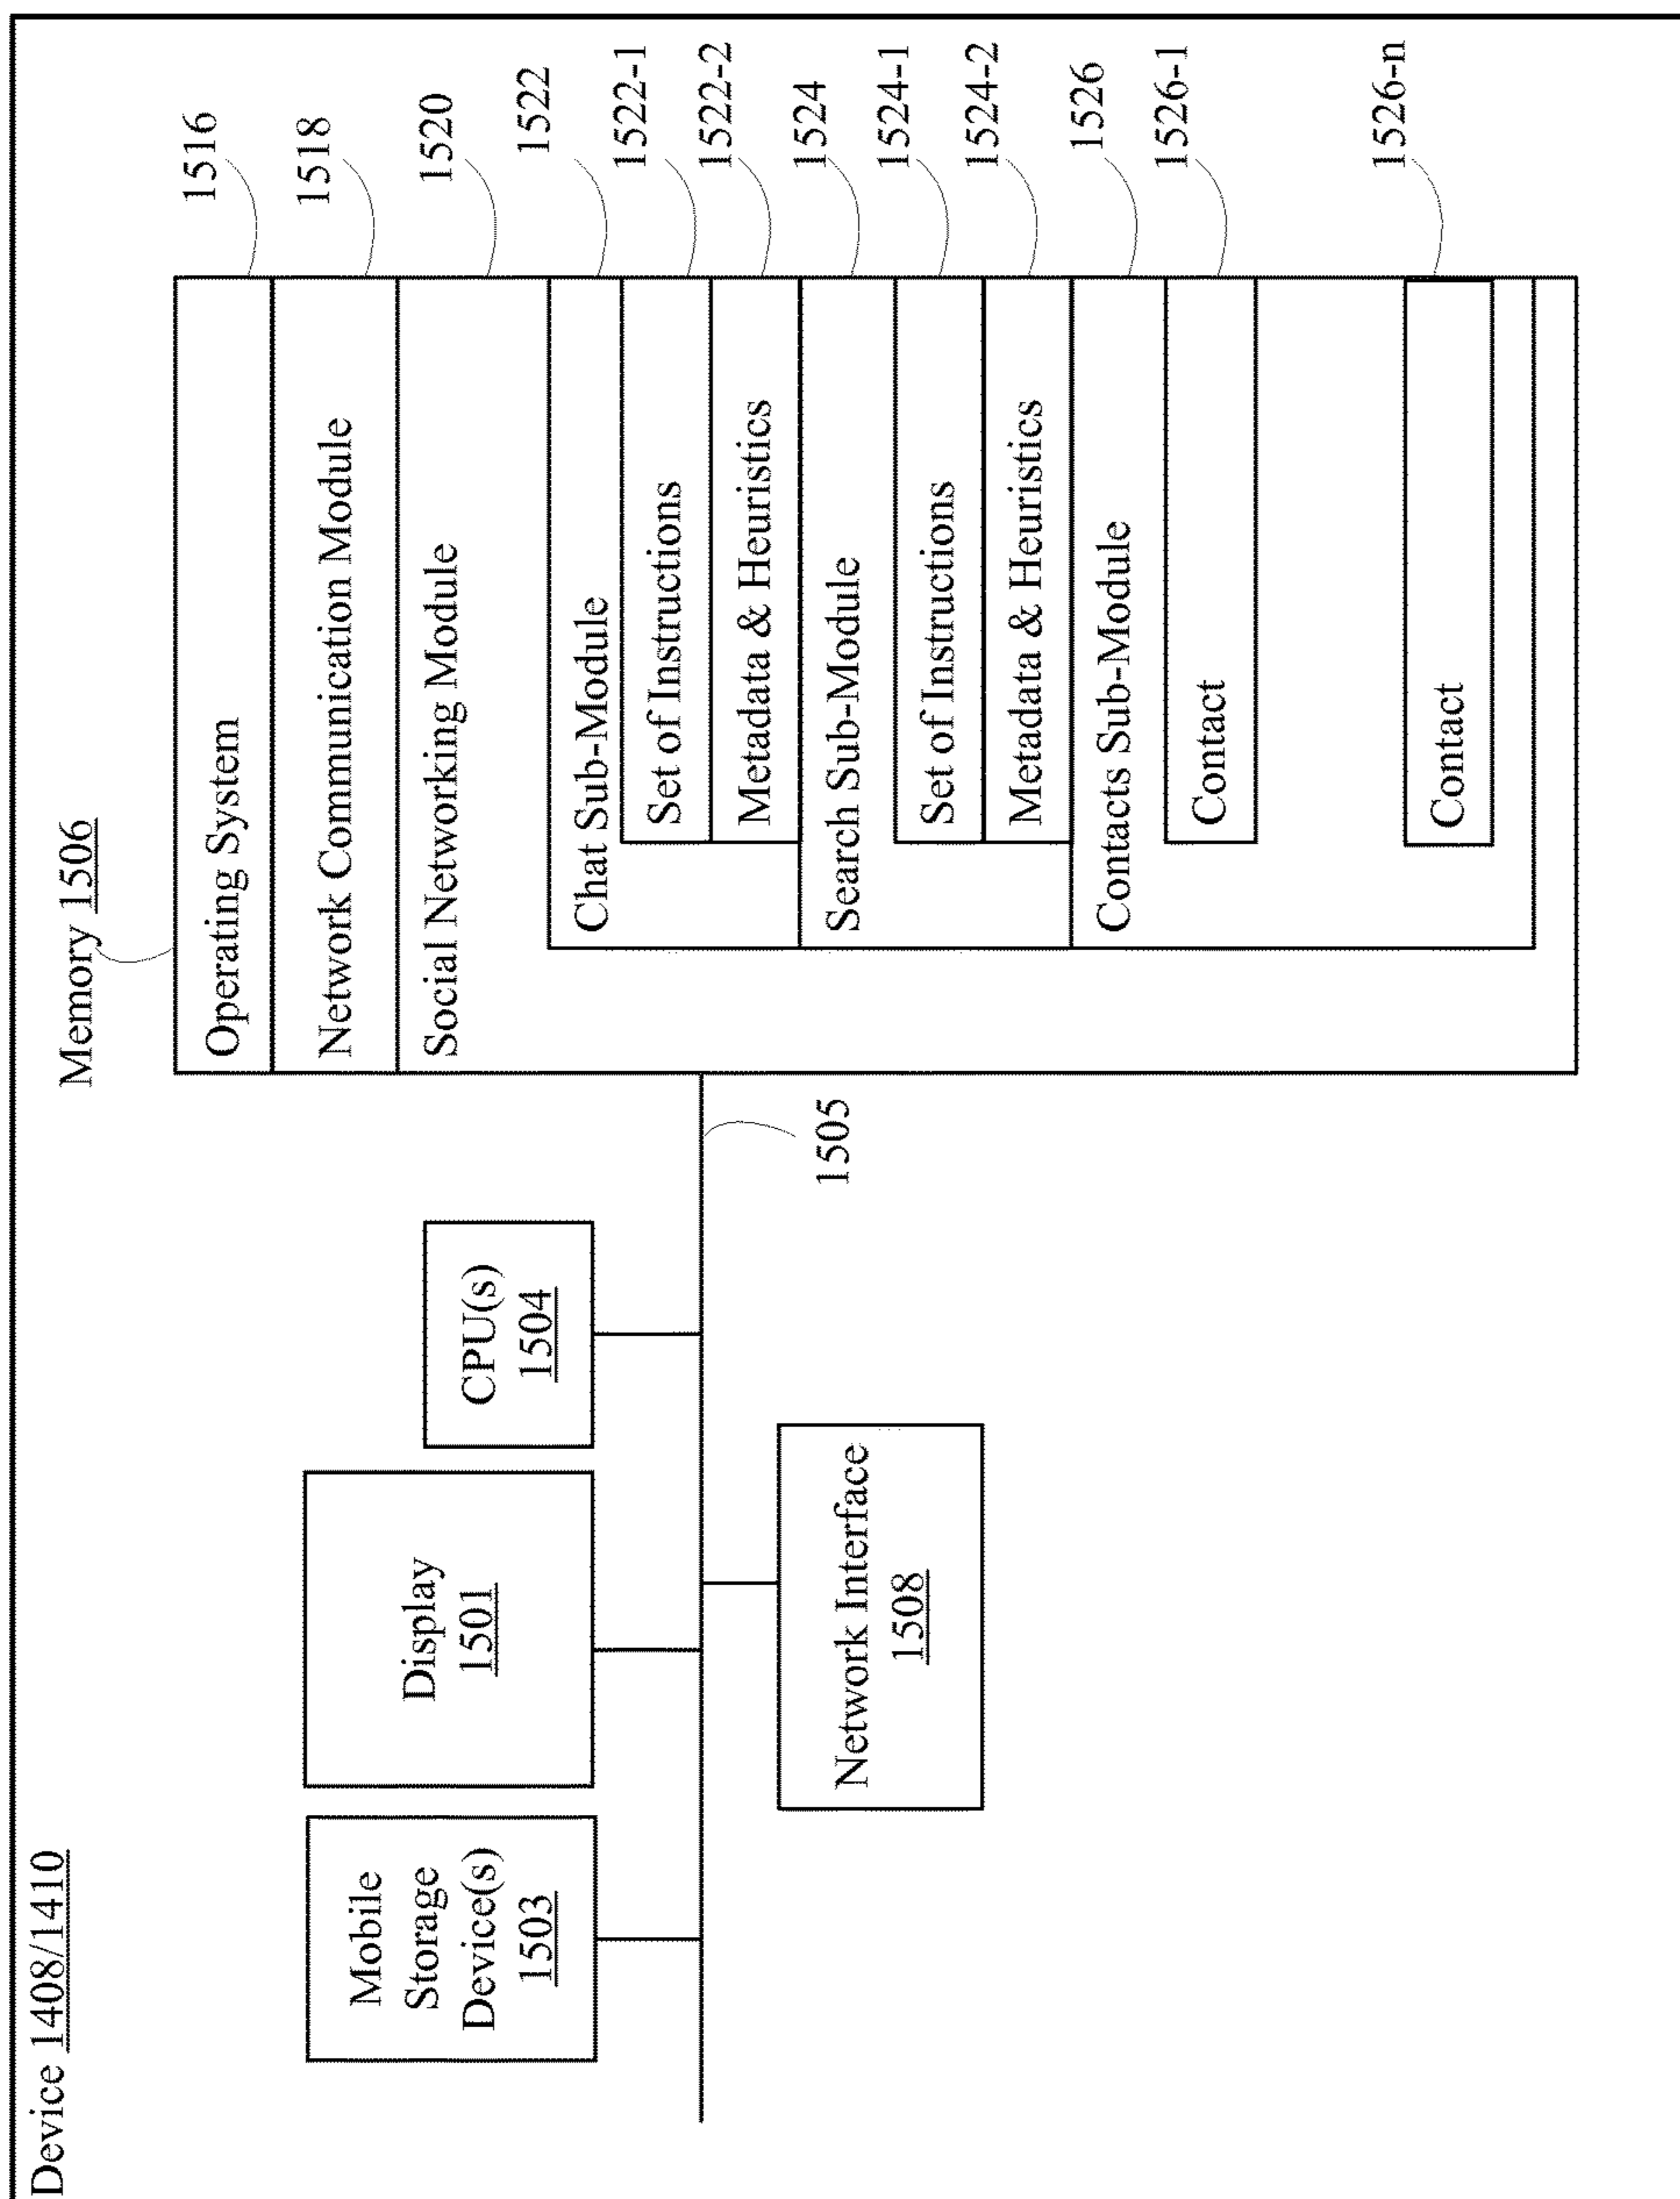 Device 1408/1410
Mobile
Storage
Device(s)
1503
Display
1501
CPU(s)
1504
Network Interface
1508
1505
Memory 1506
Operating System
1516
Network Communication Module
1518
Social Networking Module
1520
Chat Sub-Module
1522
Set of Instructions
1522-1
Metadata & Heuristics
1522-2
Search Sub-Module
1524
Set of Instructions
1524-1
Metadata & Heuristics
1524-2
Contacts Sub-Module
1526
Contact
1526-1
Contact
1526-n